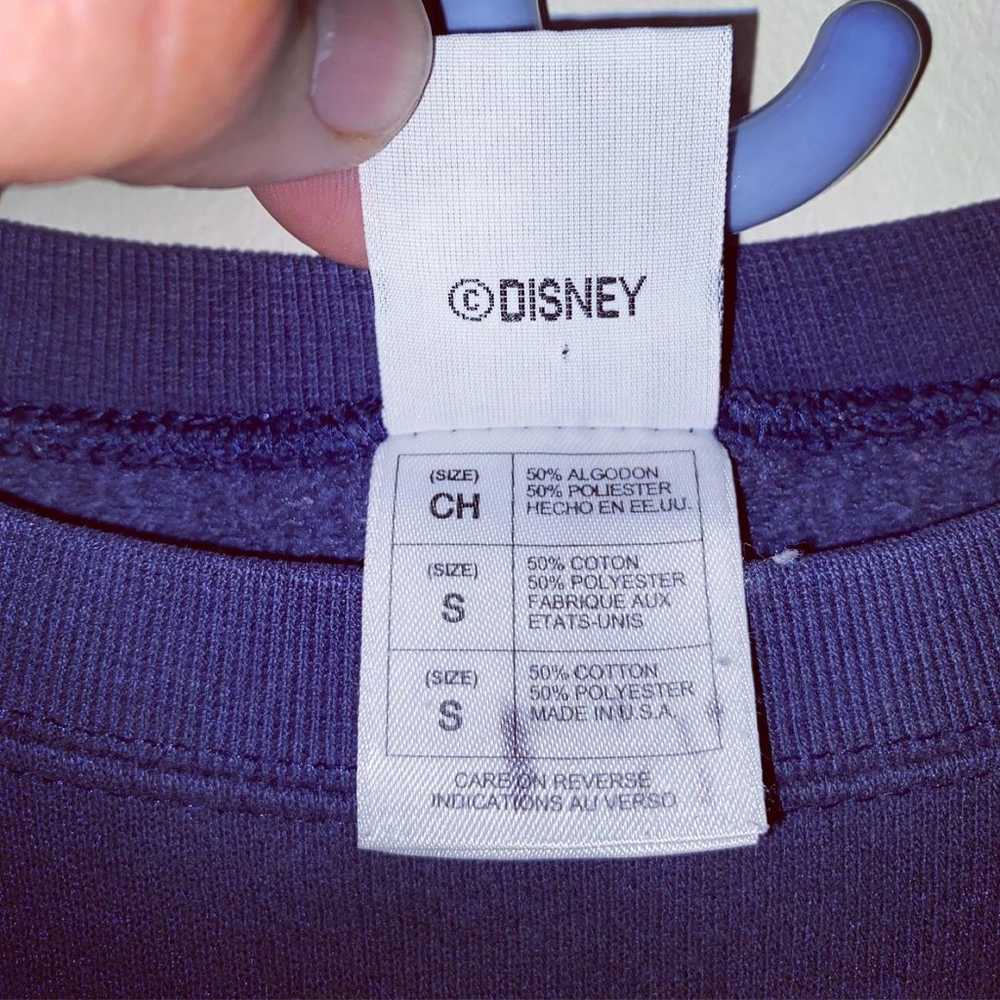 ©DISNEY
(SIZE)
CH
50% ALGODON
50% POLIESTER
HECHO EN EE.UU.
(SIZE)
S
50% COTON
50% POLYESTER
FABRIQUE AUX
ETATS-UNIS
(SIZE)
S
50% COTTON
50% POLYESTER
MADE IN U.S.A.
CARE ON REVERSE
INDICATIONS AU VERSO